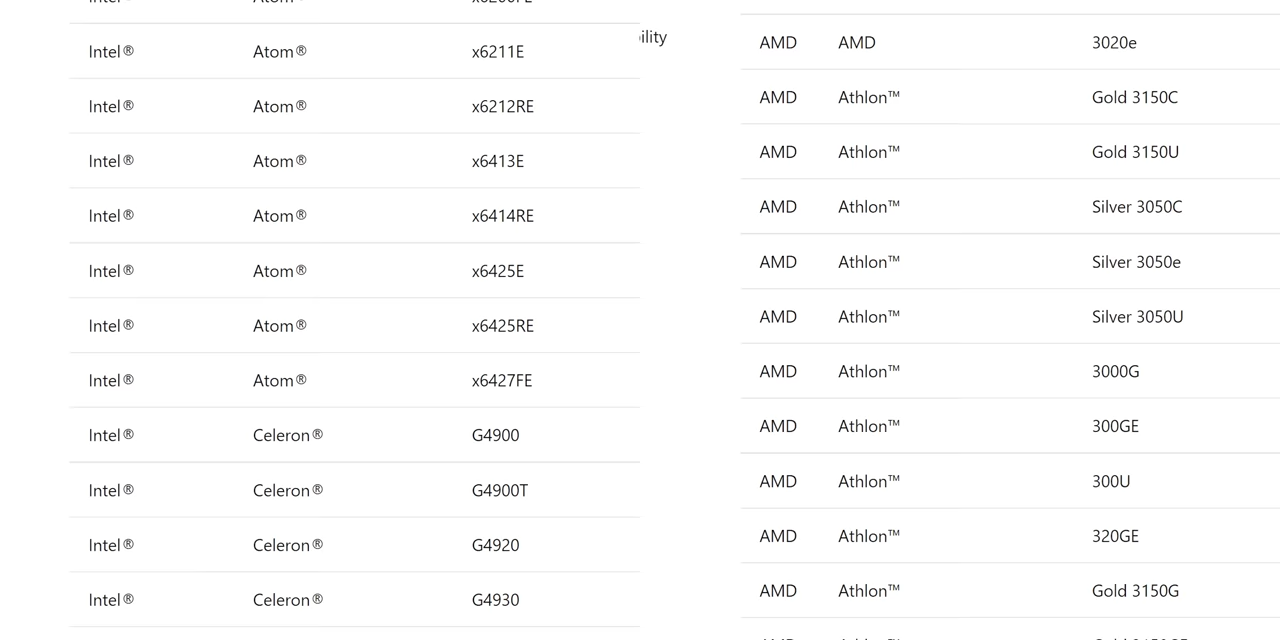 Intel® Atom® x6211E
Intel® Atom® x6212RE
Intel® Atom® x6413E
Intel® Atom® x6414RE
Intel® Atom® x6425E
Intel® Atom® x6425RE
Intel® Atom® x6427FE
Intel® Celeron® G4900
Intel® Celeron® G4900T
Intel® Celeron® G4920
Intel® Celeron® G4930
ility
AMD AMD 3020e
AMD Athlon™ Gold 3150C
AMD Athlon™ Gold 3150U
AMD Athlon™ Silver 3050C
AMD Athlon™ Silver 3050e
AMD Athlon™ Silver 3050U
AMD Athlon™ 3000G
AMD Athlon™ 300GE
AMD Athlon™ 300U
AMD Athlon™ 320GE
AMD Athlon™ Gold 3150G